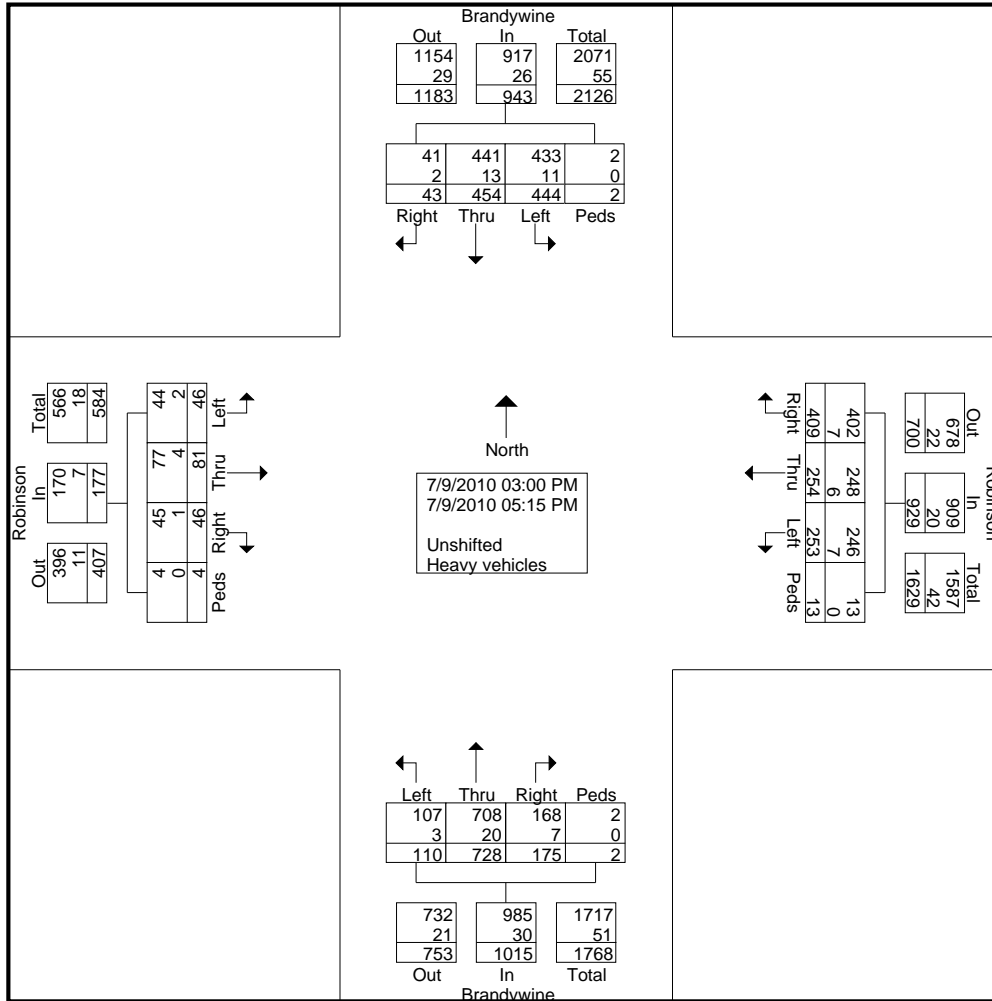 Brandywine
Out In Total
1154 917 2071
29 26 55
1183 943 2126
41 441 433 2
2 13 11 0
43 454 444 2
Right Thru Left Peds
Robinson
Total In Out
566 170 396
18 7 11
584 177 407
44 77 45 4
2 4 1 0
46 81 46 4
Left Thru Right Peds
North
7/9/2010 03:00 PM
7/9/2010 05:15 PM
Unshifted
Heavy vehicles
Right Thru Left Peds
409 254 253 13
7 6 7 0
402 248 246 13
700 929 1629
22 20 42
678 909 1587
Out In Total
Robinson
Left Thru Right Peds
107 708 168 2
3 20 7 0
110 728 175 2
732 985 1717
21 30 51
753 1015 1768
Out In Total
Brandywine